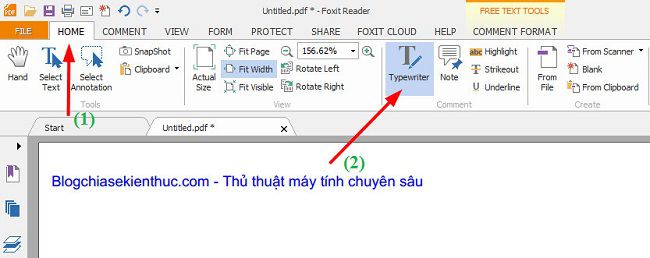 PDF Untitled.pdf * - Foxit Reader FREE TEXT TOOLS
FILE HOME COMMENT VIEW FORM PROTECT SHARE FOXIT CLOUD HELP COMMENT FORMAT
Hand
Select
Text
Select
Annotation
SnapShot
Clipboard
Tools
Actual
Size
Fit Page
Fit Width
Fit Visible
156.62%
Rotate Left
Rotate Right
View
Typewriter
Note
abc Highlight
T Strikeout
U Underline
Comment
From
File
From Scanner
Blank
From Clipboard
Create
(1)
Start Untitled.pdf *
(2)
Blogchiasekienthuc.com - Thủ thuật máy tính chuyên sâu